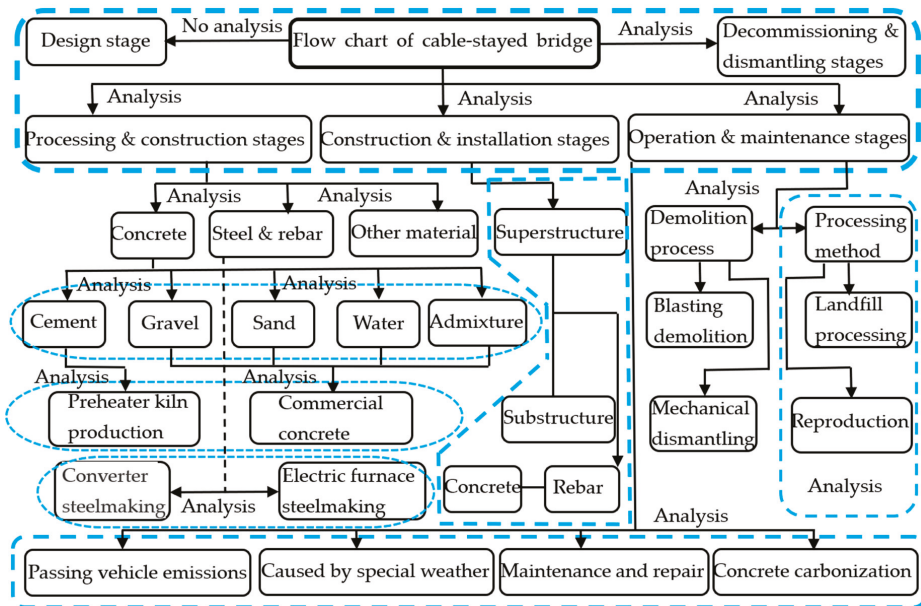 Design stage
No analysis
Flow chart of cable-stayed bridge
Analysis
Decommissioning &
dismantling stages
Analysis
Analysis
Analysis
Processing & construction stages
Construction & installation stages
Operation & maintenance stages
Analysis
Analysis
Analysis
Concrete
Steel & rebar
Other material
Superstructure
Demolition
process
Processing
method
Analysis
Analysis
Cement
Gravel
Sand
Water
Admixture
Blasting
demolition
Landfill
processing
Analysis
Analysis
Preheater kiln
production
Commercial
concrete
Substructure
Mechanical
dismantling
Reproduction
Converter
steelmaking
Analysis
Electric furnace
steelmaking
Concrete
Rebar
Analysis
Analysis
Passing vehicle emissions
Caused by special weather
Maintenance and repair
Concrete carbonization